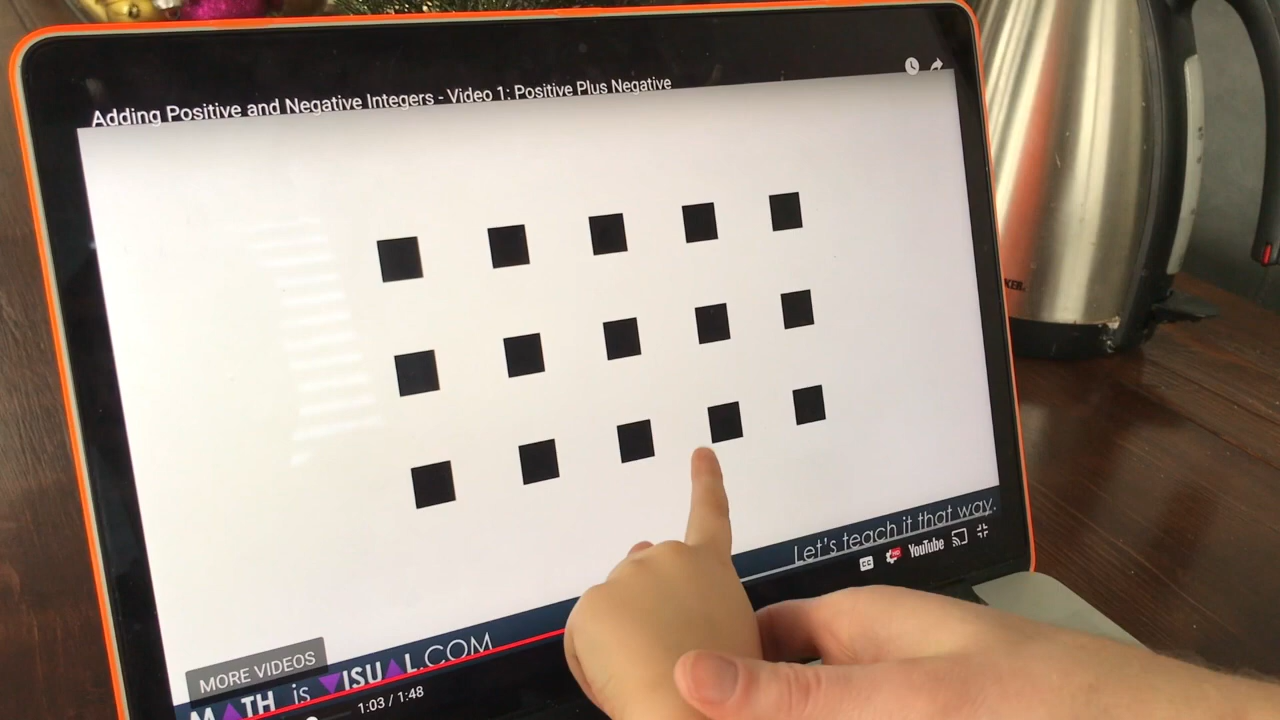 Adding Positive and Negative Integers - Video 1: Positive Plus Negative
Let's teach it that way.
CC HD YouTube
MORE VIDEOS
MATH is VISUAL.COM
1:03 / 1:48